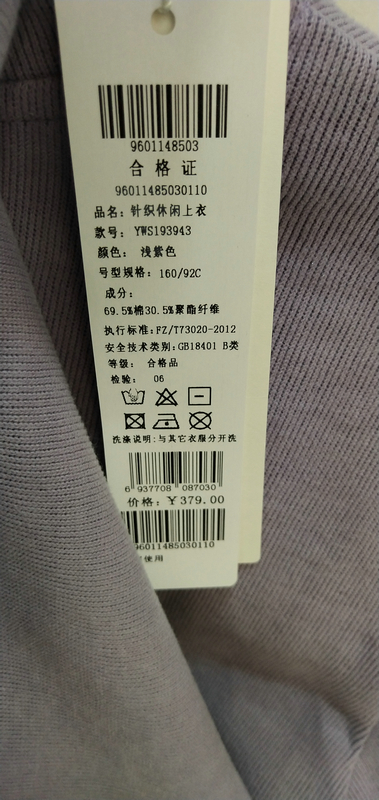 9601148503
合格证
96011485030110
品名：针织休闲上衣
款号：YWS193943
颜色：浅紫色
号型规格：160/92C
成分：
69.5%棉30.5%聚酯纤维
执行标准：FZ/T73020-2012
安全技术类别：GB18401 B类
等级：合格品
检验：06
洗涤说明：与其它衣服分开洗
6 937708 087030
价格：￥379.00
96011485030110
使用